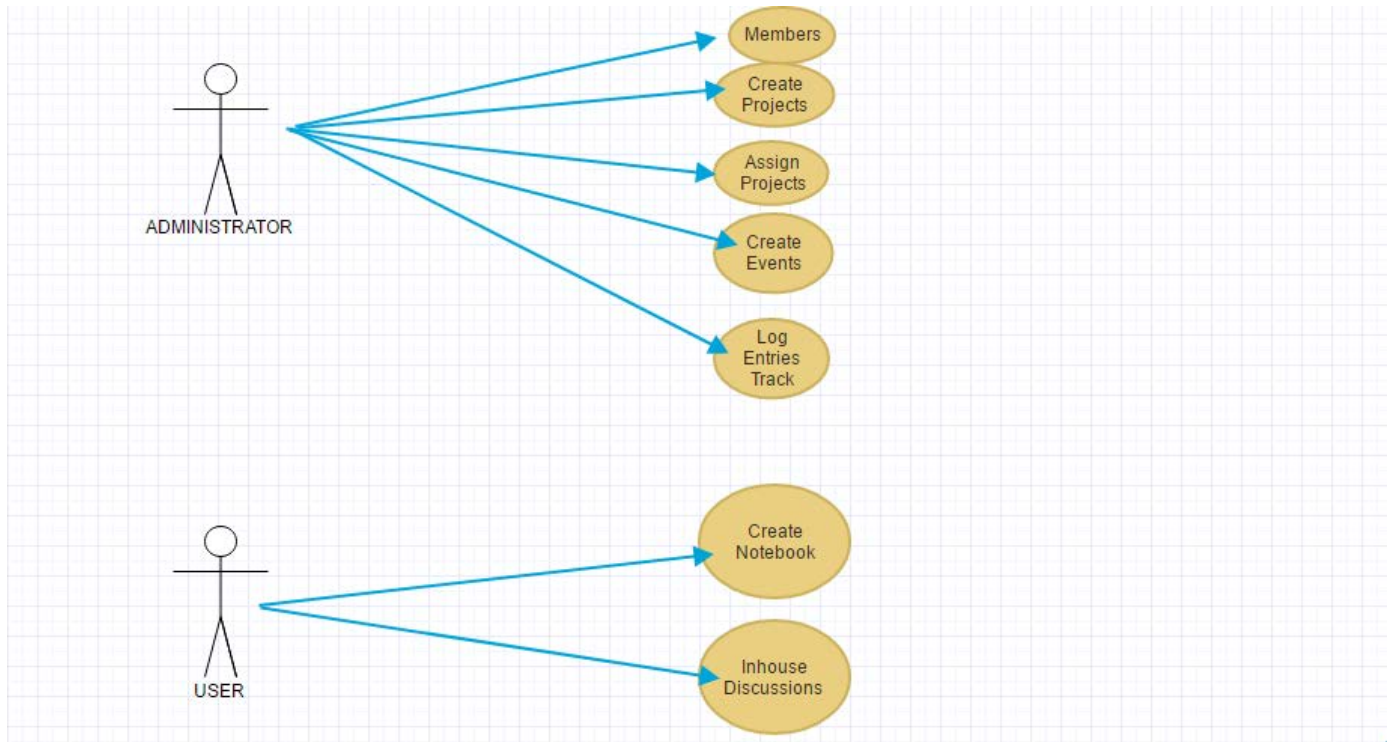 Members
Create
Projects
Assign
Projects
ADMINISTRATOR
Create
Events
Log
Entries
Track
Create
Notebook
Inhouse
Discussions
USER